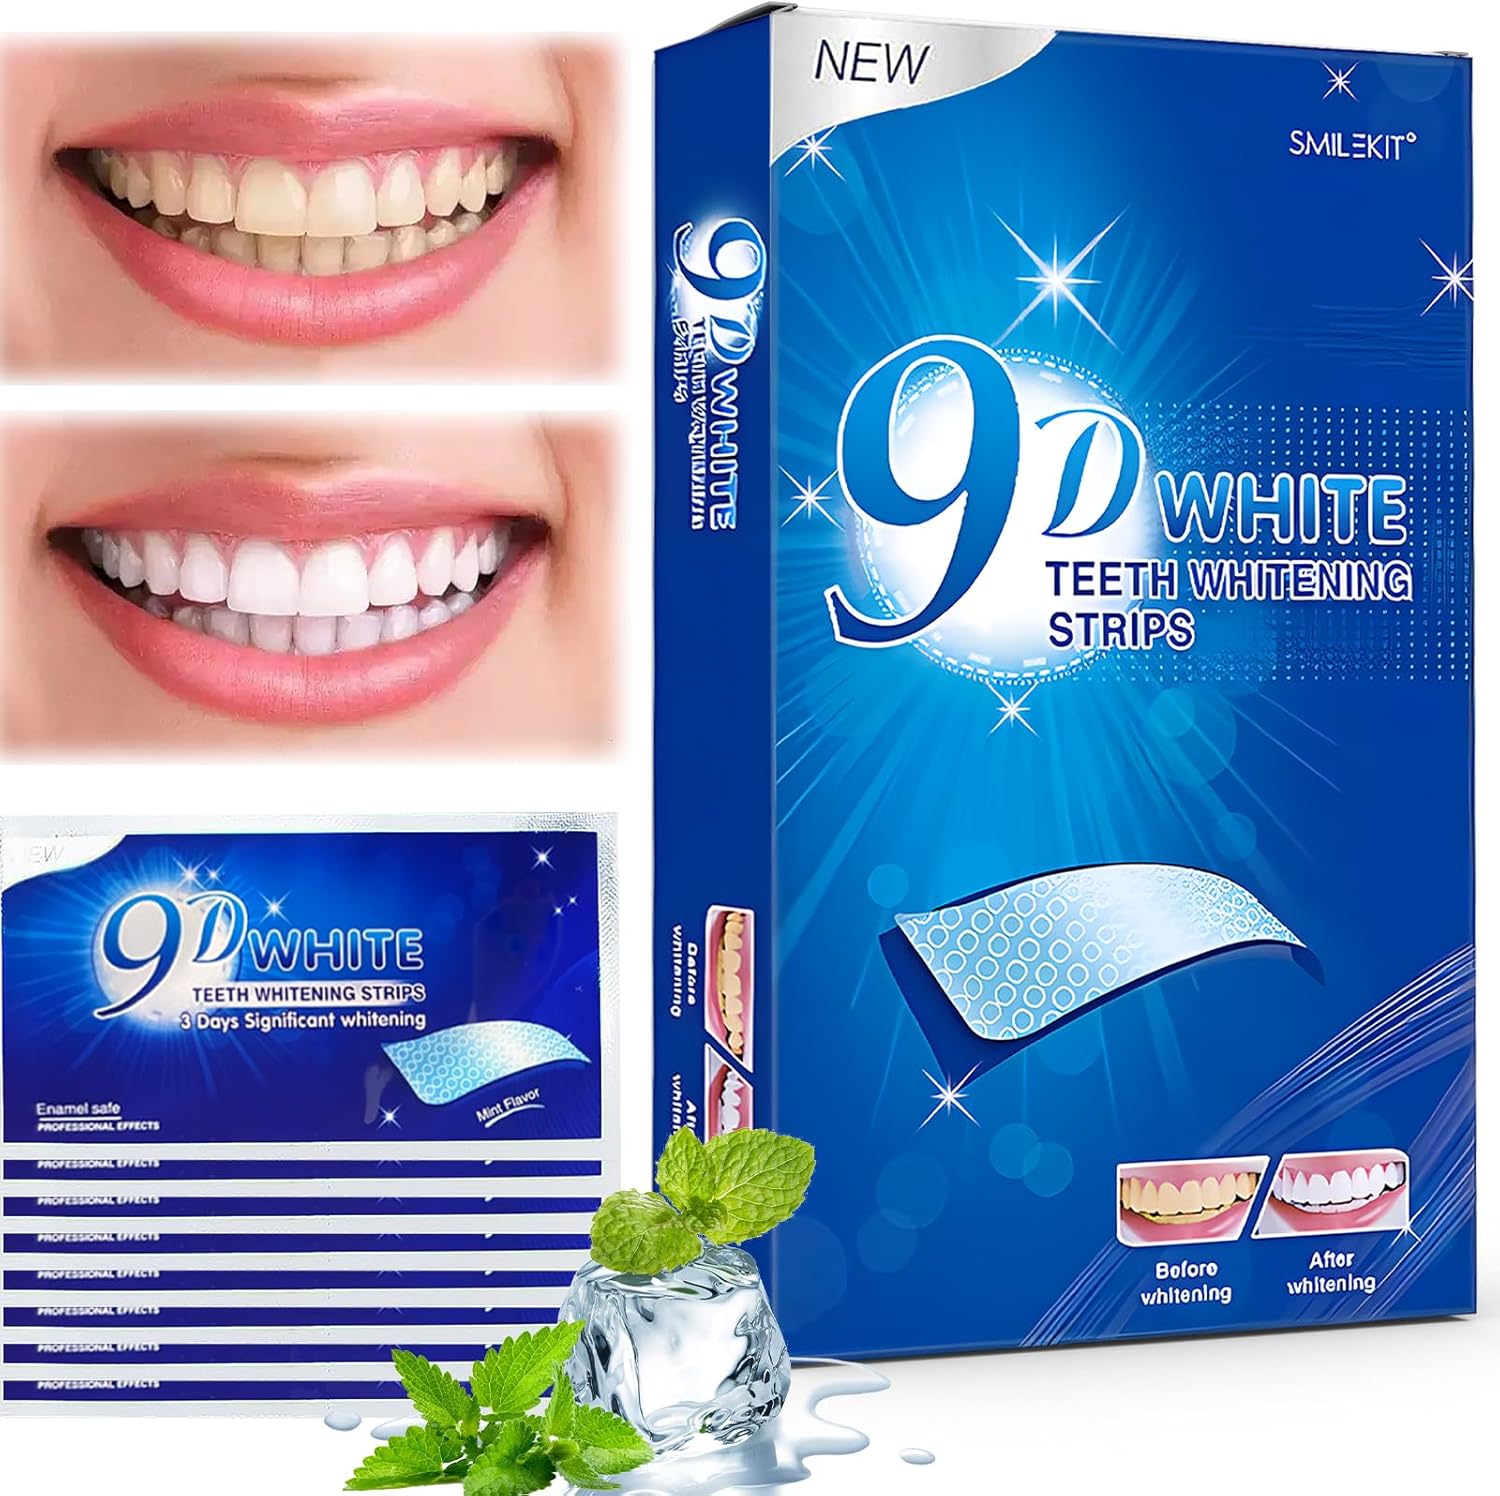 NEW
SMILEKIT°
9D WHITE
TEETH WHITENING
STRIPS
Before
whitening
After
whitening
9D WHITE
Before
whitening
9D WHITE
TEETH WHITENING STRIPS
3 Days Significant whitening
Mint Flavor
Enamel safe
PROFESSIONAL EFFECTS
PROFESSIONAL EFFECTS
PROFESSIONAL EFFECTS
PROFESSIONAL EFFECTS
PROFESSIONAL EFFECTS
PROFESSIONAL EFFECTS
PROFESSIONAL EFFECTS
PROFESSIONAL EFFECTS